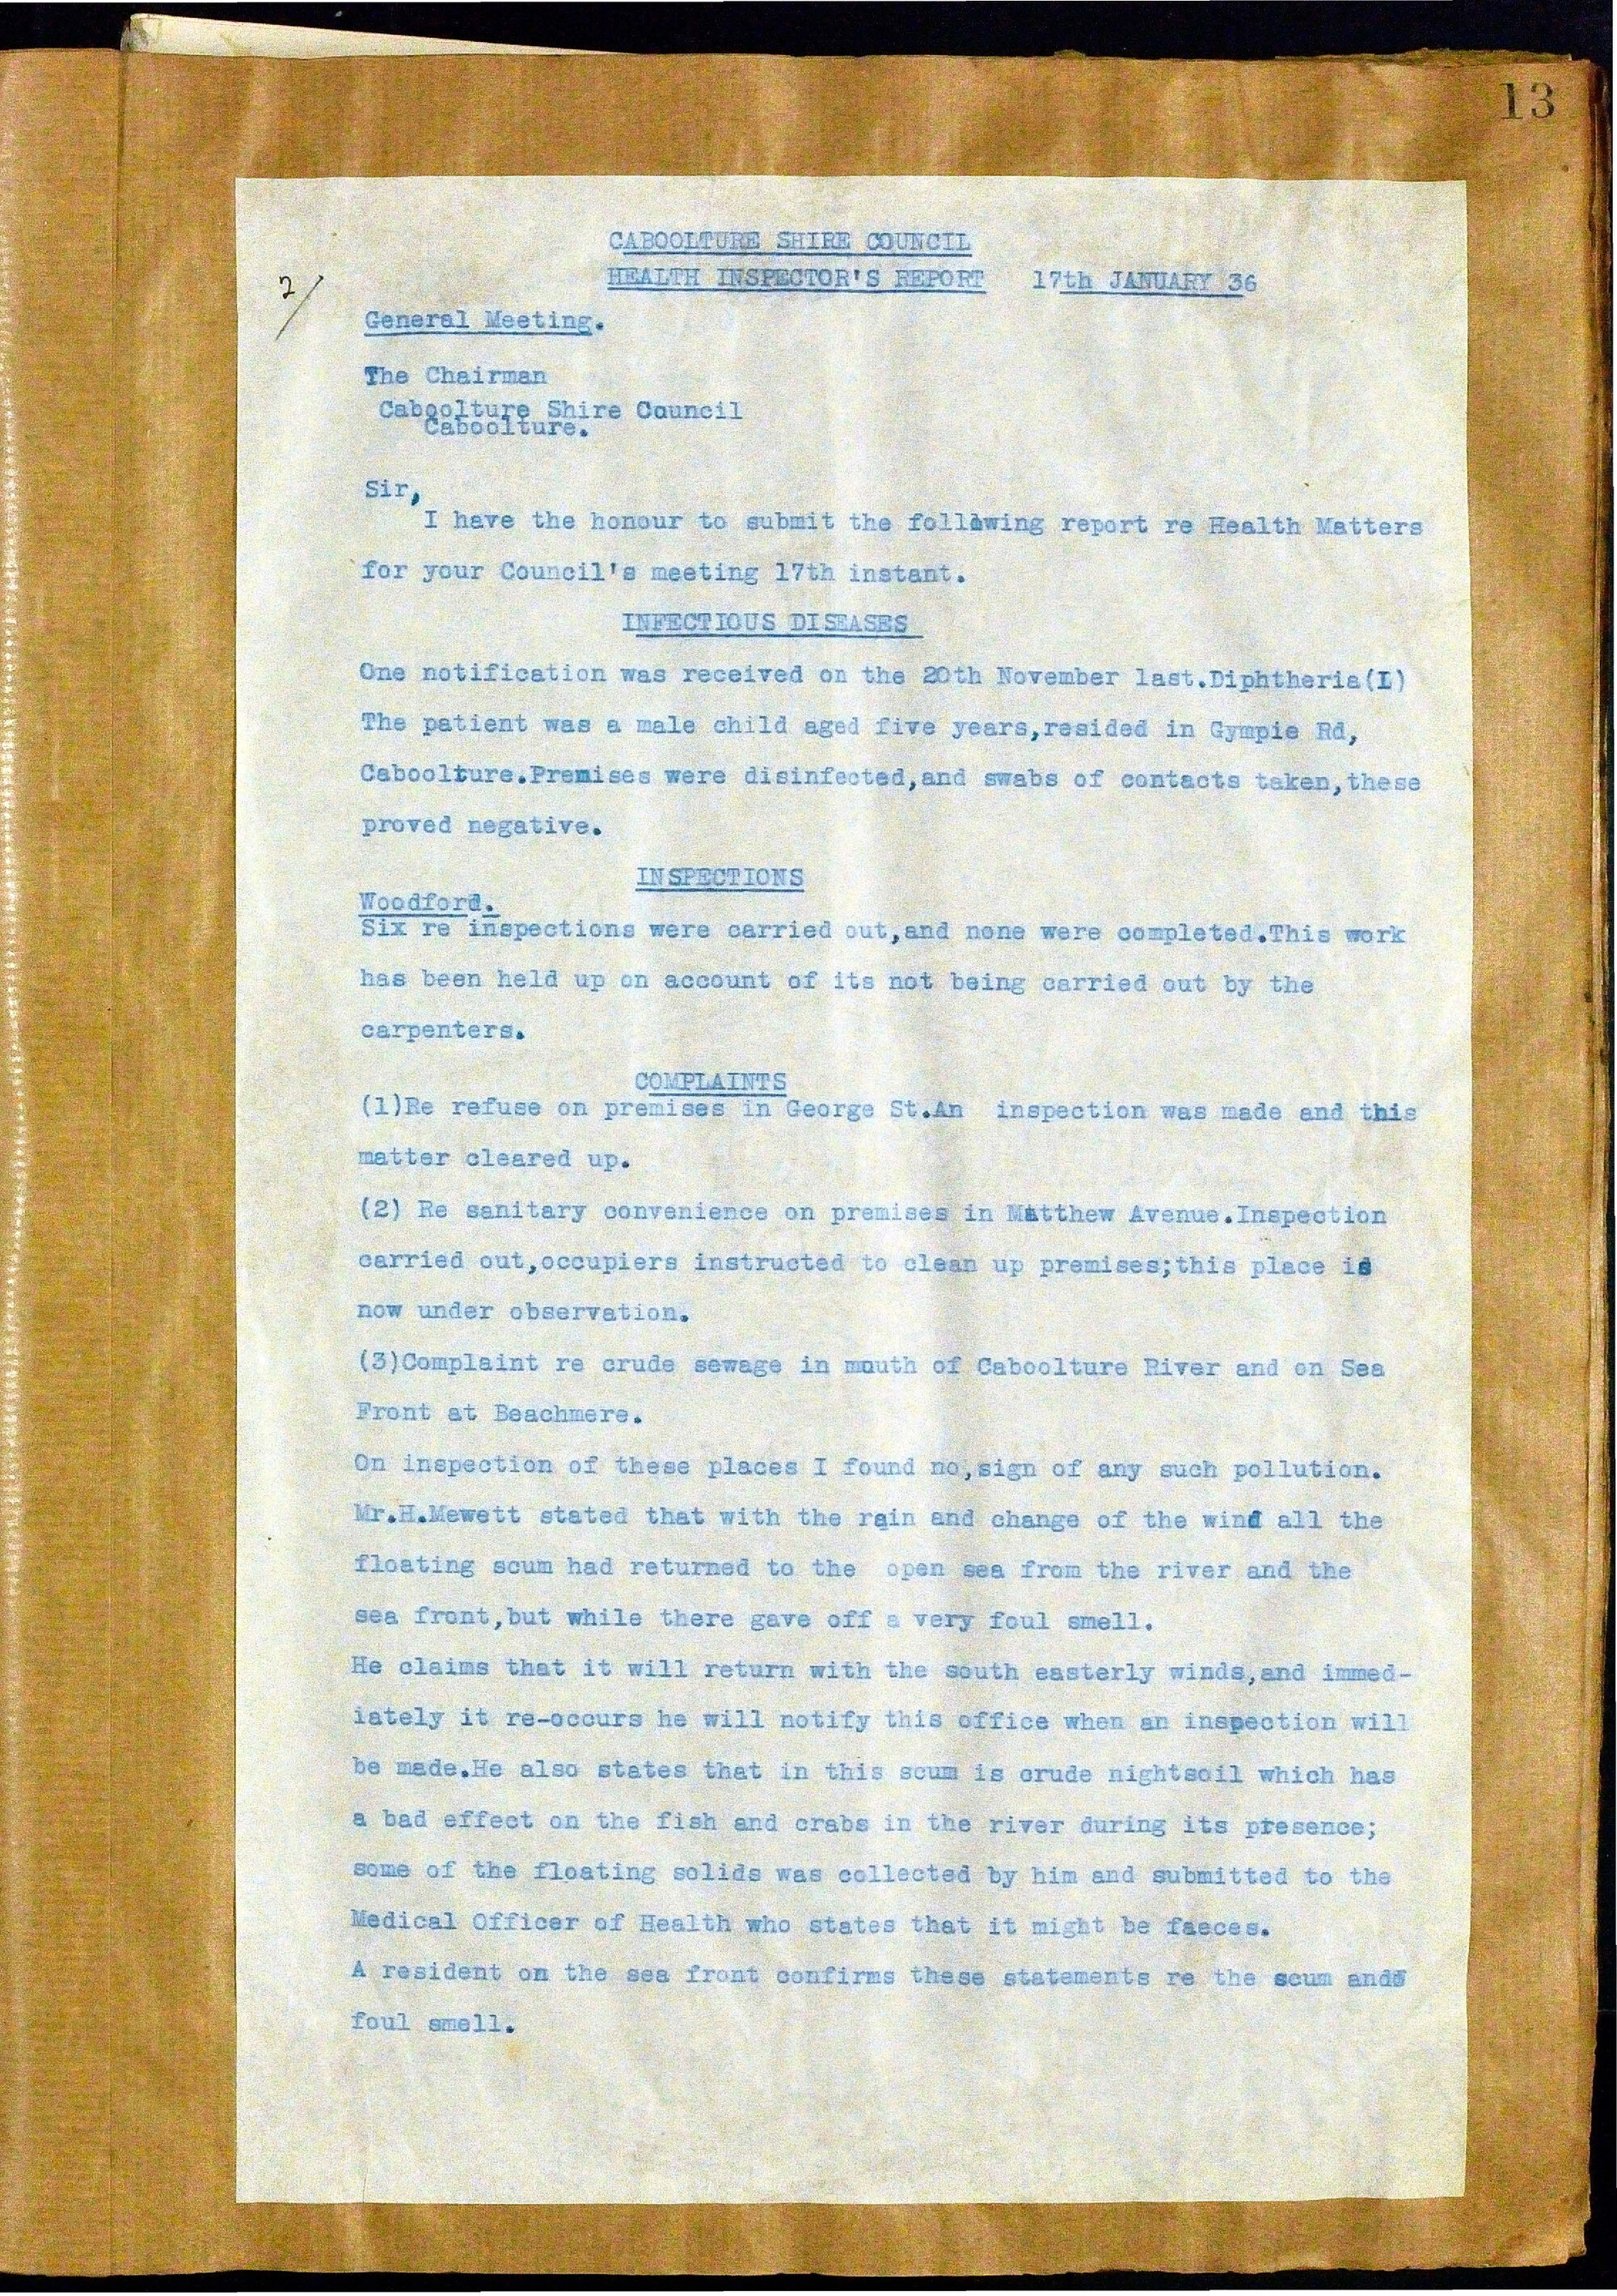 13
CABOOLTURE SHIRE COUNCIL
HEALTH INSPECTOR'S REPORT 17th JANUARY 36
2/
General Meeting.
The Chairman
Caboolture Shire Council
Caboolture.
Sir,
I have the honour to submit the following report re Health Matters
for your Council's meeting 17th instant.
INFECTIOUS DISEASES
One notification was received on the 20th November last.Diphtheria(I)
The patient was a male child aged five years,resided in Gympie Rd,
Caboolture.Premises were disinfected,and swabs of contacts taken,these
proved negative.
INSPECTIONS
Woodford.
Six re inspections were carried out,and none were completed.This work
has been held up on account of its not being carried out by the
carpenters.
COMPLAINTS
(1)Re refuse on premises in George St.An inspection was made and this
matter cleared up.
(2) Re sanitary convenience on premises in Matthew Avenue.Inspection
carried out,occupiers instructed to clean up premises;this place is
now under observation.
(3)Complaint re crude sewage in mouth of Caboolture River and on Sea
Front at Beachmere.
On inspection of these places I found no,sign of any such pollution.
Mr.H.Mewett stated that with the rain and change of the wind all the
floating scum had returned to the open sea from the river and the
sea front,but while there gave off a very foul smell.
He claims that it will return with the south easterly winds,and immed-
iately it re-occurs he will notify this office when an inspection will
be made.He also states that in this scum is crude nightsoil which has
a bad effect on the fish and crabs in the river during its presence;
some of the floating solids was collected by him and submitted to the
Medical Officer of Health who states that it might be faeces.
A resident on the sea front confirms these statements re the scum and
foul smell.